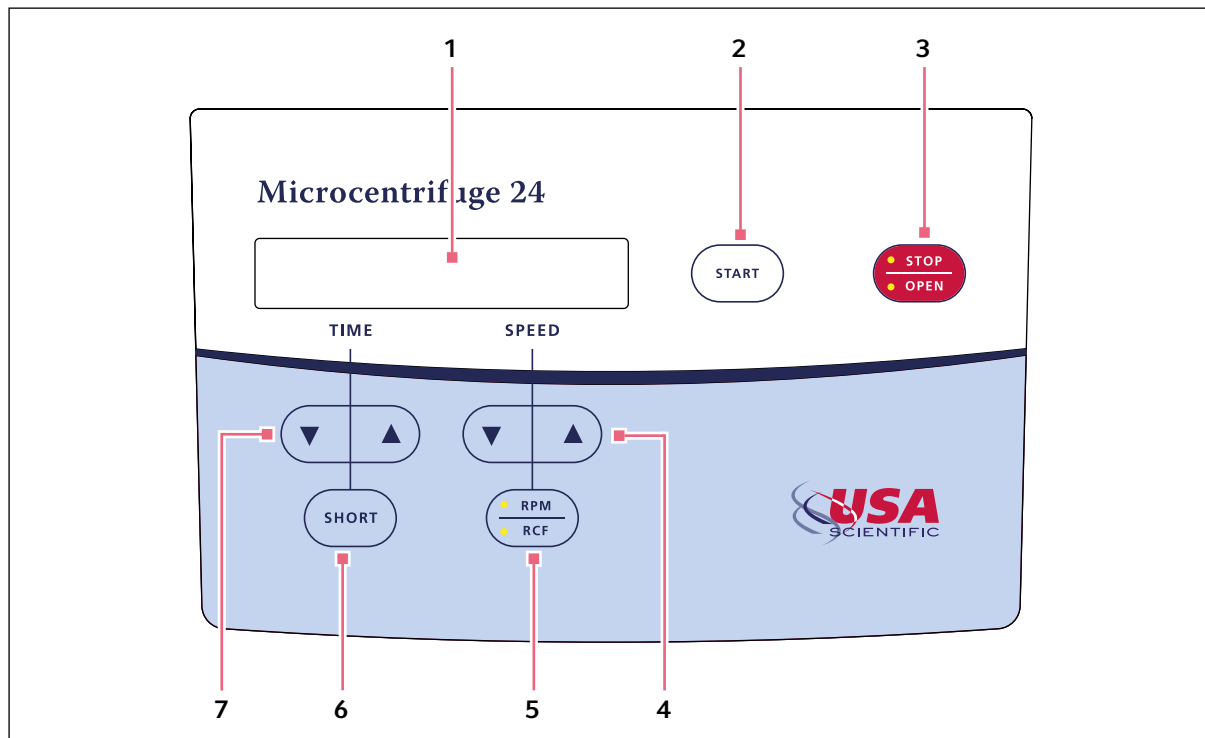 1 2 3
Microcentrifuge 24
START
STOP
OPEN
TIME SPEED
▼ ▲ ▼ ▲
SHORT
RPM
RCF
USA
SCIENTIFIC
7 6 5 4